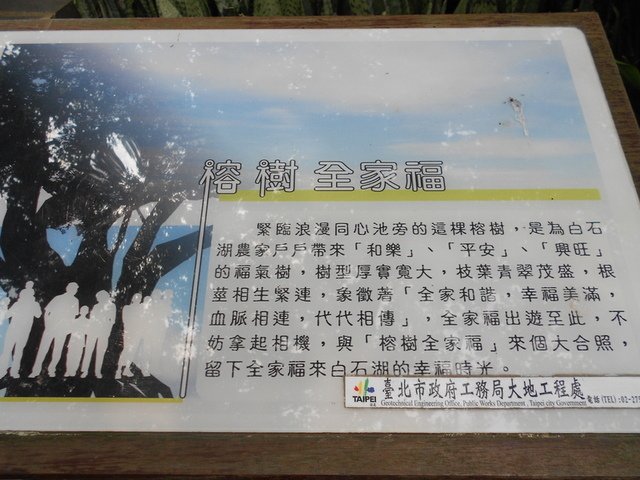 榕樹 全家福
緊臨浪漫同心池旁的這棵榕樹，是為白石
湖農家戶戶帶來「和樂」、「平安」、「興旺」
的福氣樹，樹型厚實寬大，枝葉青翠茂盛，根
莖相生緊連，象徵著「全家和諧，幸福美滿，
血脈相連，代代相傳」，全家福出遊至此，不
妨拿起相機，與「榕樹全家福」來個大合照，
留下全家福來白石湖的幸福時光。
TAIPEI
臺北市政府工務局大地工程處 電話(TEL):02-275
Geotechnical Engineering Office, Public Works Department, Taipei city Government